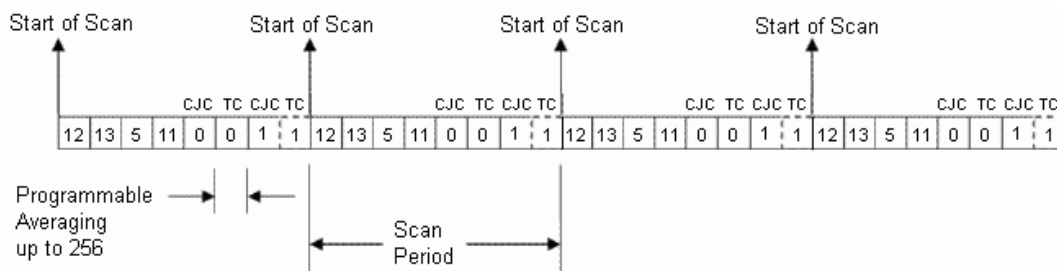 Start of Scan Start of Scan Start of Scan Start of Scan
CJC TC CJC TC CJC TC CJC TC CJC TC CJC TC CJC TC CJC TC
12 13 5 11 0 0 1 1 12 13 5 11 0 0 1 1 12 13 5 11 0 0 1 1 12 13 5 11 0 0 1 1
Programmable
Averaging
up to 256
Scan
Period